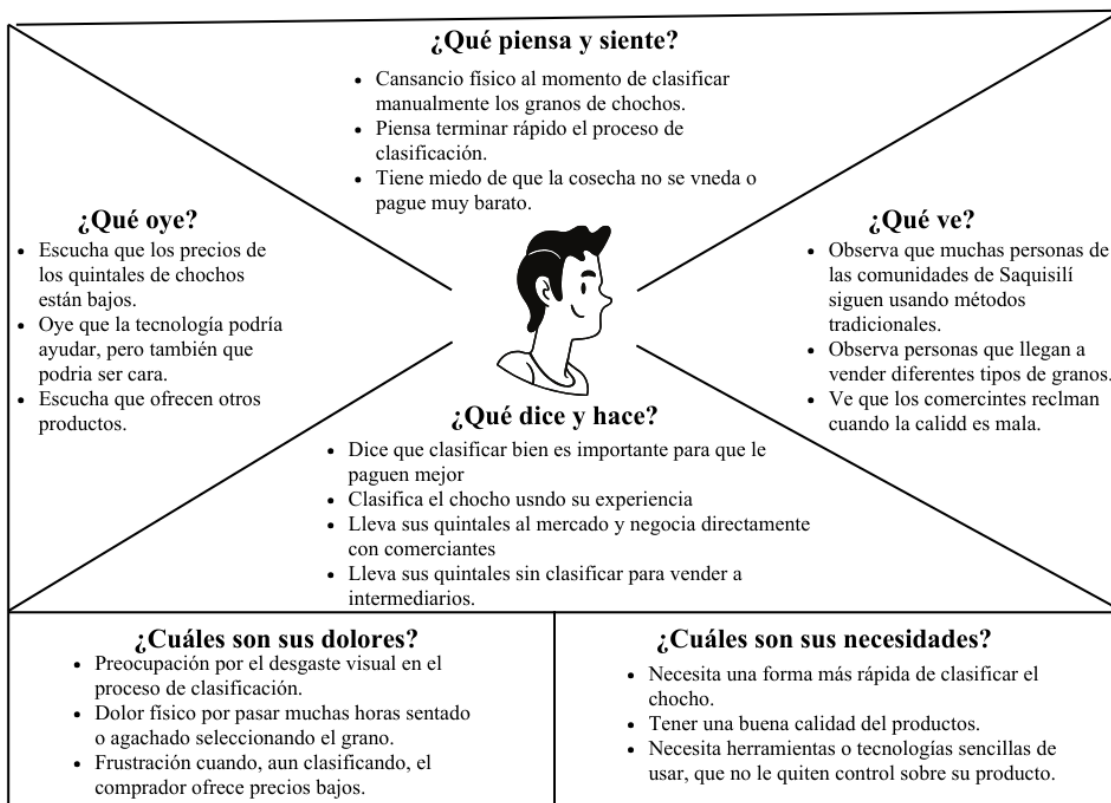 ¿Qué piensa y siente?
• Cansancio físico al momento de clasificar
manualmente los granos de chochos.
• Piensa terminar rápido el proceso de
clasificación.
• Tiene miedo de que la cosecha no se vneda o
pague muy barato.
¿Qué oye?
• Escucha que los precios de
los quintales de chochos
están bajos.
• Oye que la tecnología podría
ayudar, pero también que
podria ser cara.
• Escucha que ofrecen otros
productos.
¿Qué ve?
• Observa que muchas personas de
las comunidades de Saquisilí
siguen usando métodos
tradicionales.
• Observa personas que llegan a
vender diferentes tipos de granos.
• Ve que los comercintes reclman
cuando la calidd es mala.
¿Qué dice y hace?
• Dice que clasificar bien es importante para que le
paguen mejor
• Clasifica el chocho usndo su experiencia
• Lleva sus quintales al mercado y negocia directamente
con comerciantes
• Lleva sus quintales sin clasificar para vender a
intermediarios.
¿Cuáles son sus dolores?
• Preocupación por el desgaste visual en el
proceso de clasificación.
• Dolor físico por pasar muchas horas sentado
o agachado seleccionando el grano.
• Frustración cuando, aun clasificando, el
comprador ofrece precios bajos.
¿Cuáles son sus necesidades?
• Necesita una forma más rápida de clasificar el
chocho.
• Tener una buena calidad del productos.
• Necesita herramientas o tecnologías sencillas de
usar, que no le quiten control sobre su producto.